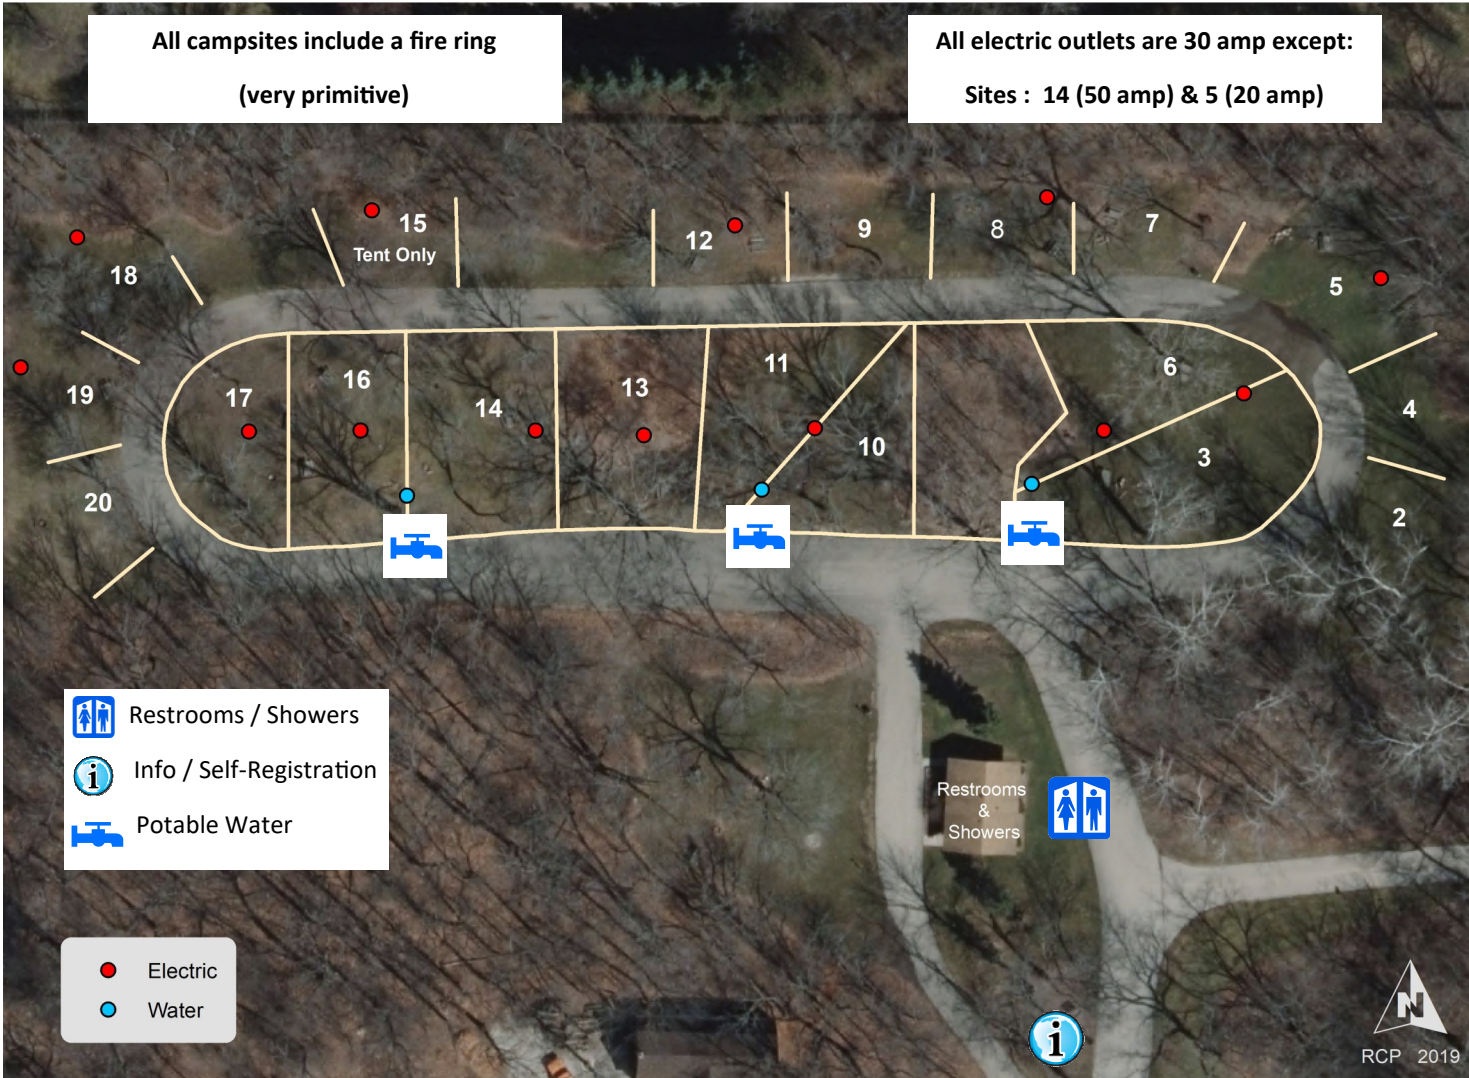 All campsites include a fire ring
(very primitive)
All electric outlets are 30 amp except:
Sites : 14 (50 amp) & 5 (20 amp)
15
Tent Only
12
9
8
7
18
5
19
17
16
14
13
11
10
6
3
4
20
2
Restrooms / Showers
Info / Self-Registration
Potable Water
Restrooms
&
Showers
Electric
Water
N
RCP 2019